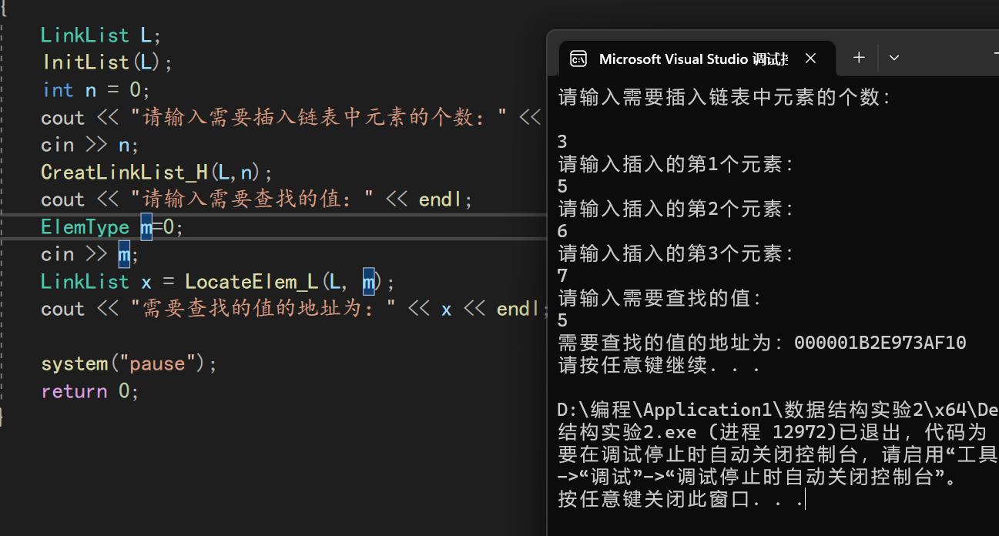 {
LinkList L;
InitList(L);
int n = 0;
cout << "请输入需要插入链表中元素的个数：" <<
cin >> n;
CreatLinkList_H(L,n);
cout << "请输入需要查找的值：" << endl;
ElemType m=0;
cin >> m;
LinkList x = LocateElem_L(L, m);
cout << "需要查找的值的地址为：" << x << endl;
system("pause");
return 0;
}
Microsoft Visual Studio 调试
请输入需要插入链表中元素的个数：
3
请输入插入的第1个元素：
5
请输入插入的第2个元素：
6
请输入插入的第3个元素：
7
请输入需要查找的值：
5
需要查找的值的地址为：000001B2E973AF10
请按任意键继续. . .
D:\编程\Application1\数据结构实验2\x64\De
结构实验2.exe (进程 12972)已退出，代码为
要在调试停止时自动关闭控制台，请启用“工具
->“调试”->“调试停止时自动关闭控制台”。
按任意键关闭此窗口. . .